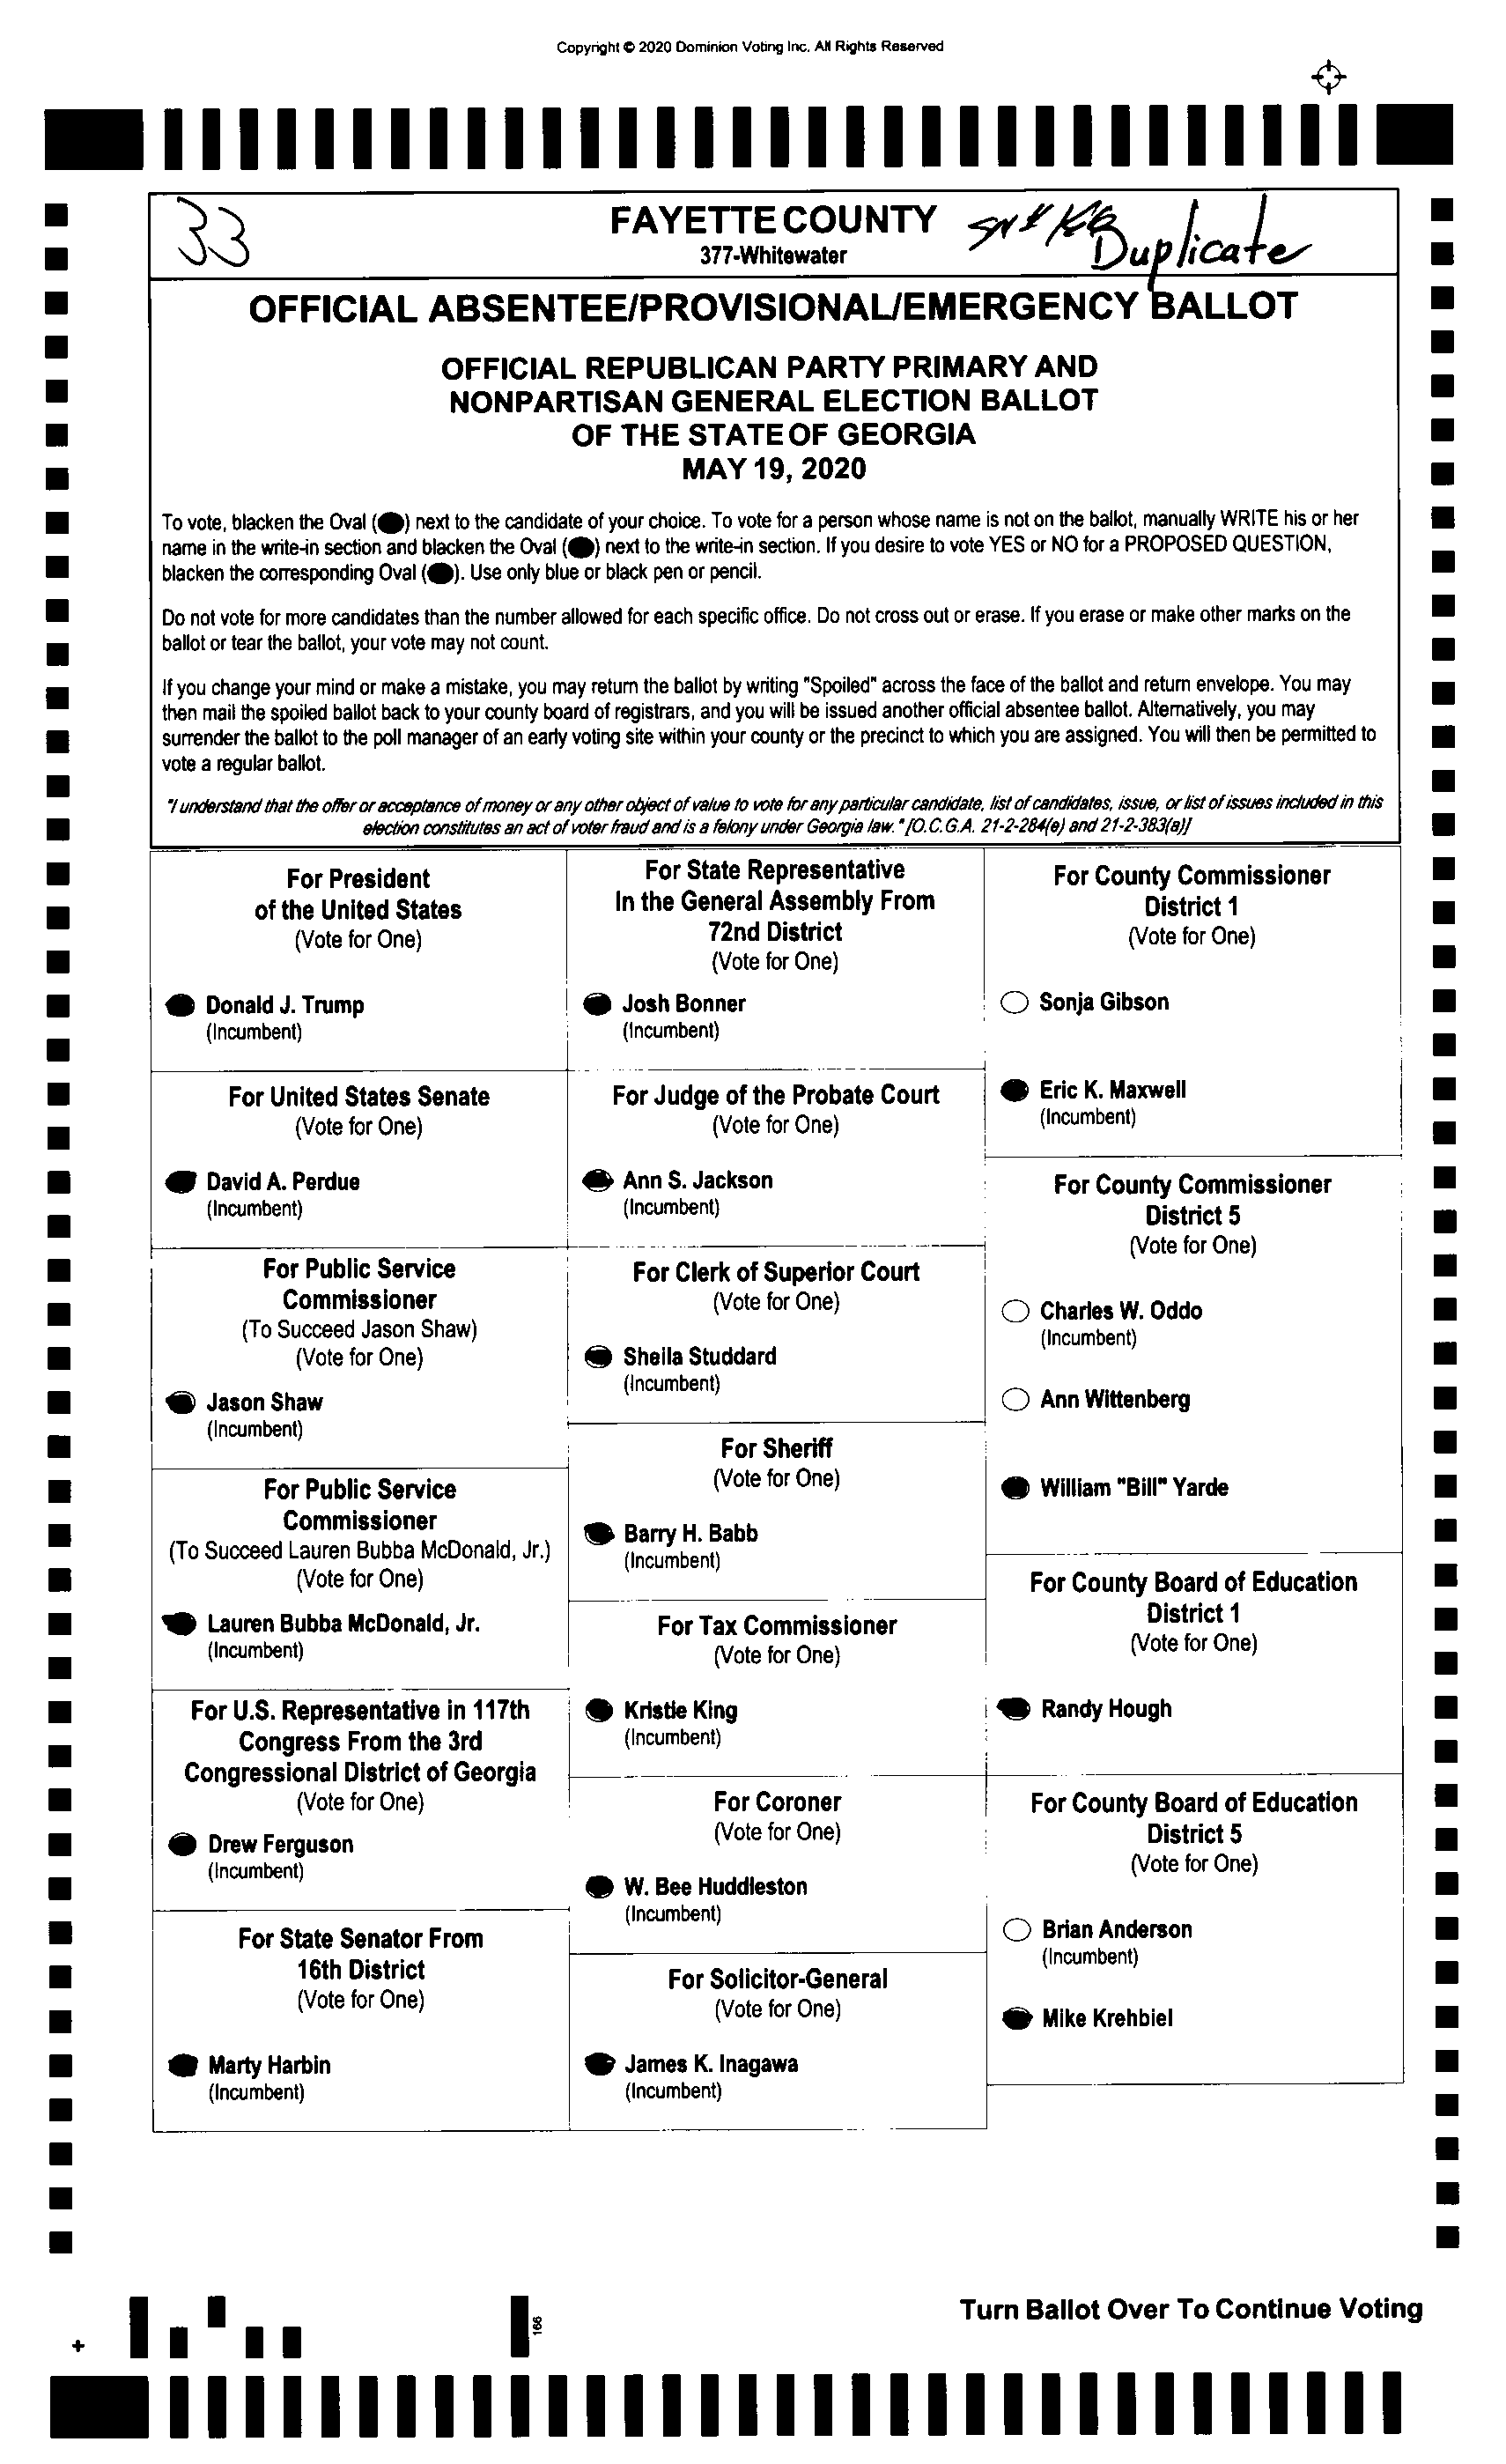 Copyright © 2020 Dominion Voting Inc. All Rights Reserved
33
FAYETTE COUNTY
377-Whitewater
Duplicate
OFFICIAL ABSENTEE/PROVISIONAL/EMERGENCY BALLOT
OFFICIAL REPUBLICAN PARTY PRIMARY AND
NONPARTISAN GENERAL ELECTION BALLOT
OF THE STATE OF GEORGIA
MAY 19, 2020
To vote, blacken the Oval ( ) next to the candidate of your choice. To vote for a person whose name is not on the ballot, manually WRITE his or her
name in the write-in section and blacken the Oval ( ) next to the write-in section. If you desire to vote YES or NO for a PROPOSED QUESTION,
blacken the corresponding Oval ( ). Use only blue or black pen or pencil.
Do not vote for more candidates than the number allowed for each specific office. Do not cross out or erase. If you erase or make other marks on the
ballot or tear the ballot, your vote may not count.
If you change your mind or make a mistake, you may return the ballot by writing "Spoiled" across the face of the ballot and return envelope. You may
then mail the spoiled ballot back to your county board of registrars, and you will be issued another official absentee ballot. Alternatively, you may
surrender the ballot to the poll manager of an early voting site within your county or the precinct to which you are assigned. You will then be permitted to
vote a regular ballot.
"I understand that the offer or acceptance of money or any other object of value to vote for any particular candidate, list of candidates, issue, or list of issues included in this
election constitutes an act of voter fraud and is a felony under Georgia law." [O.C.G.A. 21-2-284(e) and 21-2-383(a)]
For President
of the United States
(Vote for One)
Donald J. Trump
(Incumbent)
For United States Senate
(Vote for One)
David A. Perdue
(Incumbent)
For Public Service
Commissioner
(To Succeed Jason Shaw)
(Vote for One)
Jason Shaw
(Incumbent)
For Public Service
Commissioner
(To Succeed Lauren Bubba McDonald, Jr.)
(Vote for One)
Lauren Bubba McDonald, Jr.
(Incumbent)
For U.S. Representative in 117th
Congress From the 3rd
Congressional District of Georgia
(Vote for One)
Drew Ferguson
(Incumbent)
For State Senator From
16th District
(Vote for One)
Marty Harbin
(Incumbent)
For State Representative
In the General Assembly From
72nd District
(Vote for One)
Josh Bonner
(Incumbent)
For Judge of the Probate Court
(Vote for One)
Ann S. Jackson
(Incumbent)
For Clerk of Superior Court
(Vote for One)
Sheila Studdard
(Incumbent)
For Sheriff
(Vote for One)
Barry H. Babb
(Incumbent)
For Tax Commissioner
(Vote for One)
Kristie King
(Incumbent)
For Coroner
(Vote for One)
W. Bee Huddleston
(Incumbent)
For Solicitor-General
(Vote for One)
James K. Inagawa
(Incumbent)
For County Commissioner
District 1
(Vote for One)
Sonja Gibson
Eric K. Maxwell
(Incumbent)
For County Commissioner
District 5
(Vote for One)
Charles W. Oddo
(Incumbent)
Ann Wittenberg
William "Bill" Yarde
For County Board of Education
District 1
(Vote for One)
Randy Hough
For County Board of Education
District 5
(Vote for One)
Brian Anderson
(Incumbent)
Mike Krehbiel
Turn Ballot Over To Continue Voting
166
+